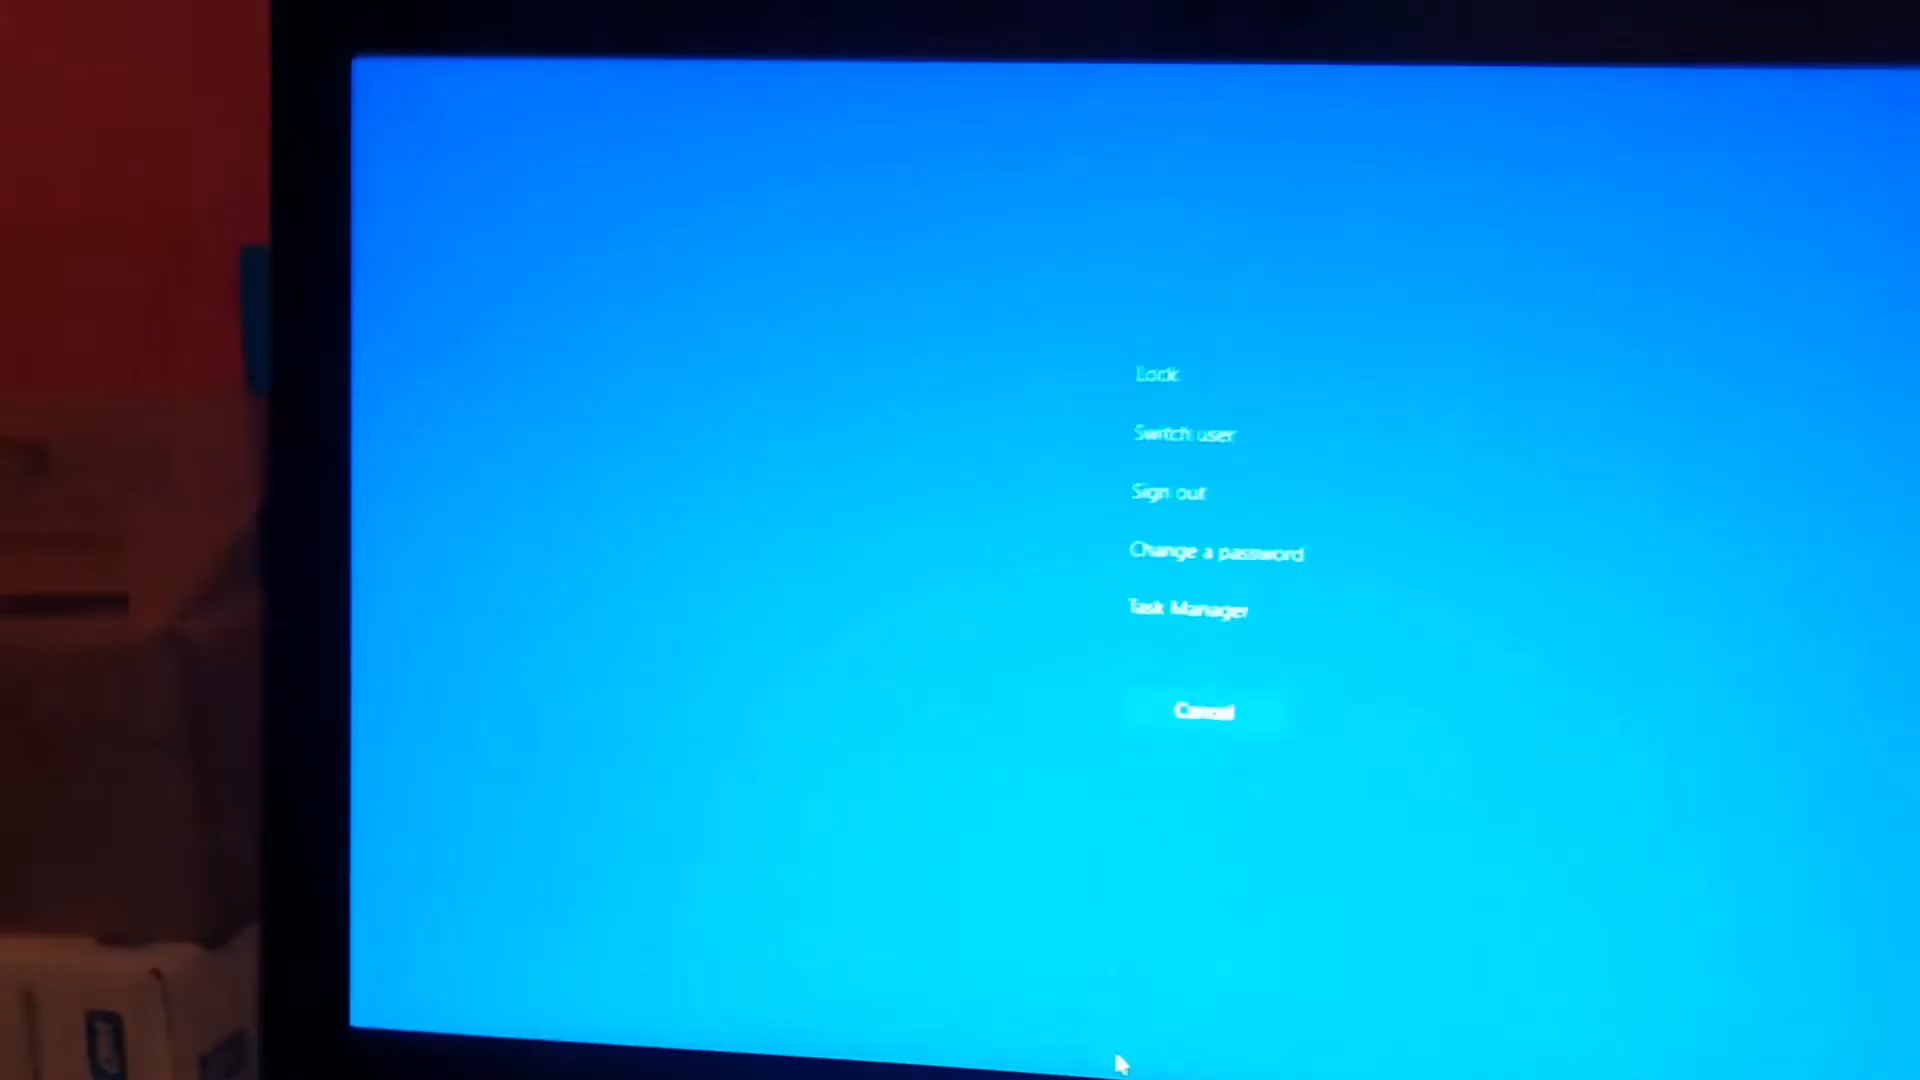 Lock
Switch user
Sign out
Change a password
Task Manager
Cancel